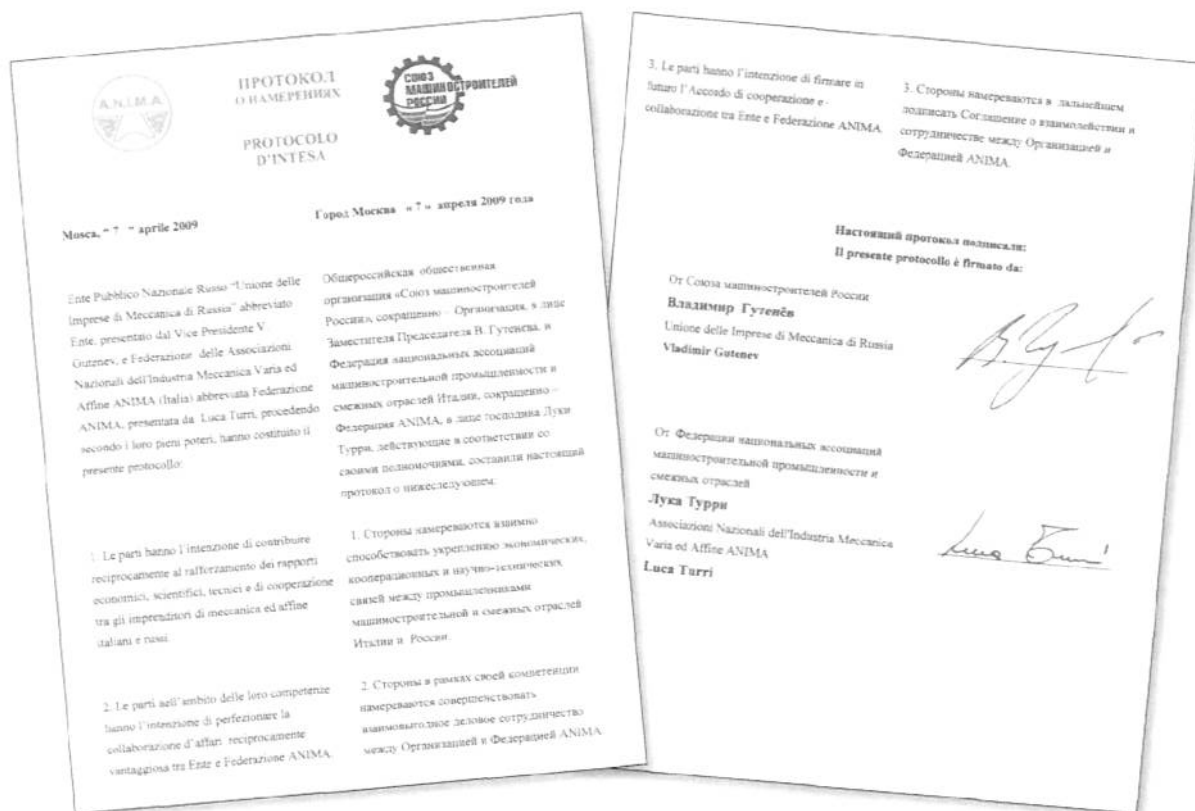 A.N.I.M.A
ПРОТОКОЛ
О НАМЕРЕНИЯХ
PROTOCOLO
D'INTESA
СОЮЗ
МАШИНОСТРОИТЕЛЕЙ
РОССИИ
Mosca, “ 7 ” aprile 2009
Город Москва « 7 » апреля 2009 года
Ente Pubblico Nazionale Russo “Unione delle
Imprese di Meccanica di Russia” abbreviato
Ente, presentato dal Vice Presidente V.
Gutenev, e Federazione delle Associazioni
Nazionali dell'Industria Meccanica Varia ed
Affine ANIMA (Italia) abbreviata Federazione
ANIMA, presentata da Luca Turri, procedendo
secondo i loro pieni poteri, hanno costituito il
presente protocollo:
Общероссийская общественная
организация «Союз машиностроителей
России», сокращенно – Организация, в лице
Заместителя Председателя В. Гутенёва, и
Федерация национальных ассоциаций
машиностроительной промышленности и
смежных отраслей Италии, сокращенно –
Федерация ANIMA, в лице господина Луки
Турри, действующие в соответствии со
своими полномочиями, составили настоящий
протокол о нижеследующем:
1. Le parti hanno l'intenzione di contribuire
reciprocamente al rafforzamento dei rapporti
economici, scientifici, tecnici e di cooperazione
tra gli imprenditori di meccanica ed affine
italiani e russi.
1. Стороны намереваются взаимно
способствовать укреплению экономических,
кооперационных и научно-технических
связей между промышленниками
машиностроительной и смежных отраслей
Италии и России.
2. Le parti nell'ambito delle loro competenze
hanno l'intenzione di perfezionare la
collaborazione d'affari reciprocamente
vantaggiosa tra Ente e Federazione ANIMA.
2. Стороны в рамках своей компетенции
намереваются совершенствовать
взаимовыгодное деловое сотрудничество
между Организацией и Федерацией ANIMA
3. Le parti hanno l'intenzione di firmare in
futuro l'Accordo di cooperazione e
collaborazione tra Ente e Federazione ANIMA.
3. Стороны намереваются в дальнейшем
подписать Соглашение о взаимодействии и
сотрудничестве между Организацией и
Федерацией ANIMA.
Настоящий протокол подписали:
Il presente protocollo è firmato da:
От Союза машиностроителей России
Владимир Гутенёв
Unione delle Imprese di Meccanica di Russia
Vladimir Gutenev
От Федерации национальных ассоциаций
машиностроительной промышленности и
смежных отраслей
Лука Турри
Associazioni Nazionali dell'Industria Meccanica
Varia ed Affine ANIMA
Luca Turri